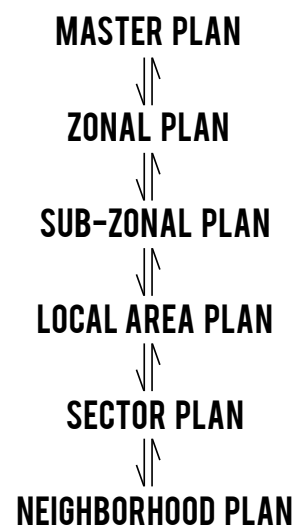 MASTER PLAN
ZONAL PLAN
SUB-ZONAL PLAN
LOCAL AREA PLAN
SECTOR PLAN
NEIGHBORHOOD PLAN